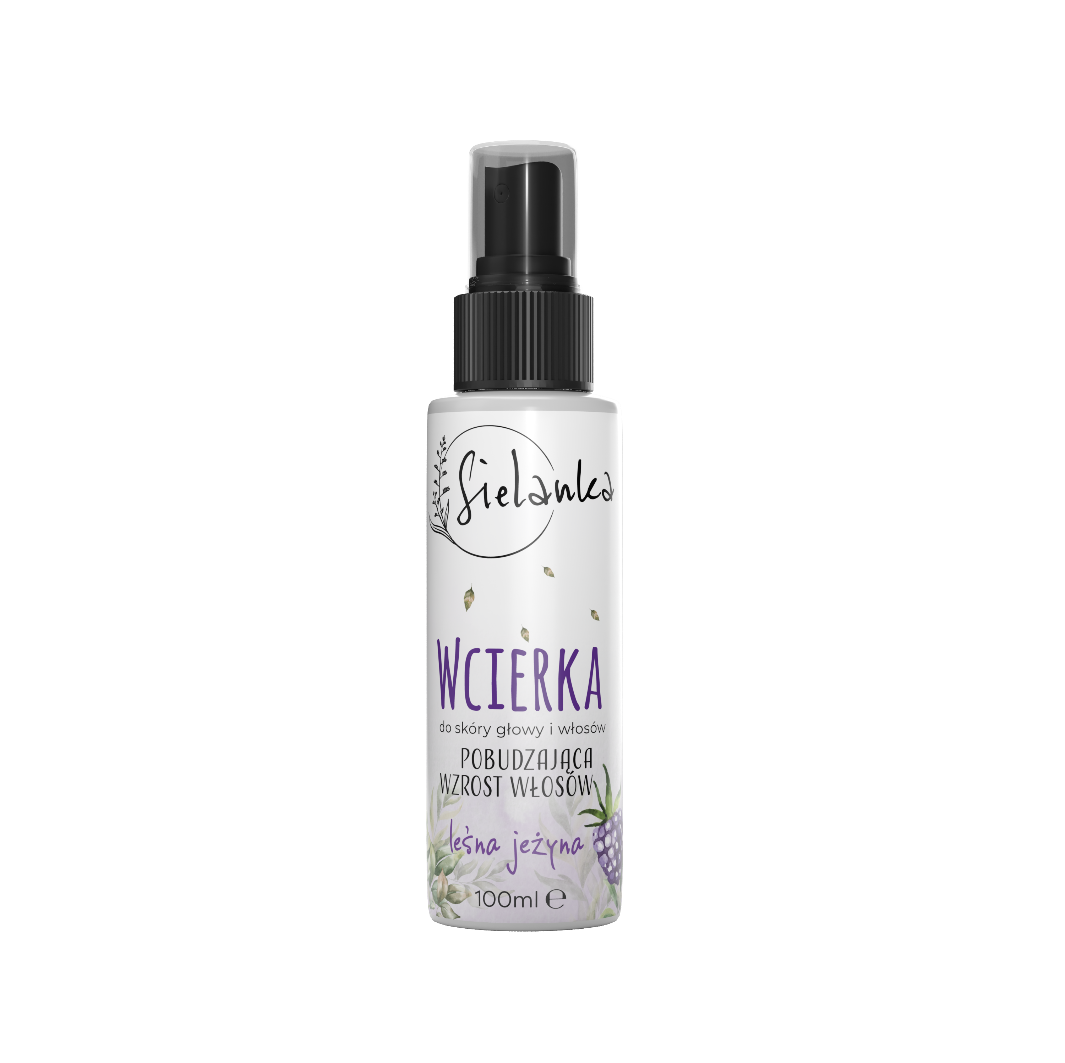 Sielanka
WCIERKA
do skóry głowy i włosów
POBUDZAJĄCA
WZROST WŁOSÓW
leśna jeżyna
100ml ℮